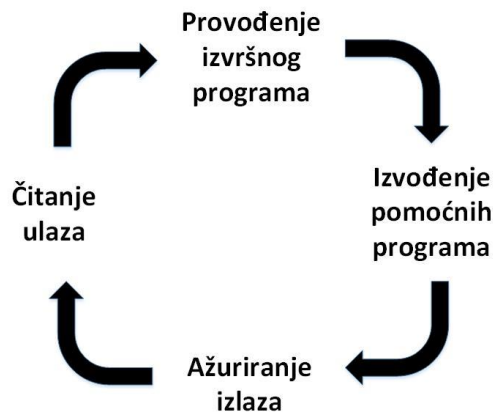 Provođenje
izvršnog
programa
Izvođenje
pomoćnih
programa
Ažuriranje
izlaza
Čitanje
ulaza